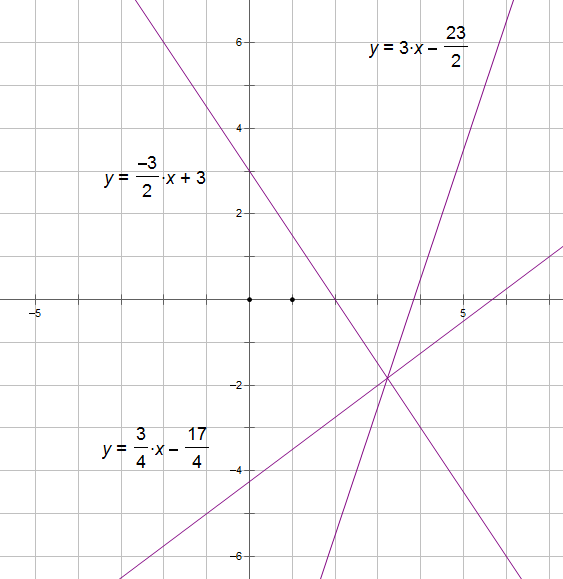 y = 3·x − 23/2
6
4
y = −3/2·x + 3
2
−5
5
−2
y = 3/4·x − 17/4
−4
−6